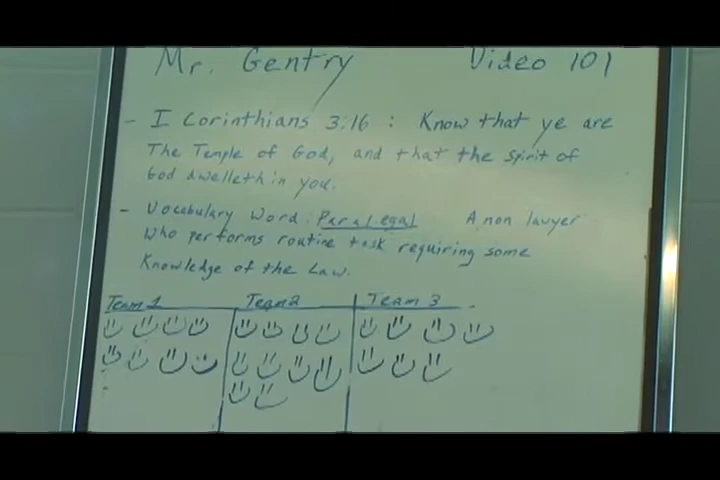 Mr. Gentry Video 101
- I Corinthians 3:16 : Know that ye are
The Temple of God, and that the spirit of
God dwelleth in you.
- Vocabulary Word: Paralegal A non lawyer
who performs routine task requiring some
Knowledge of the Law.
Team 1 Team 2 Team 3